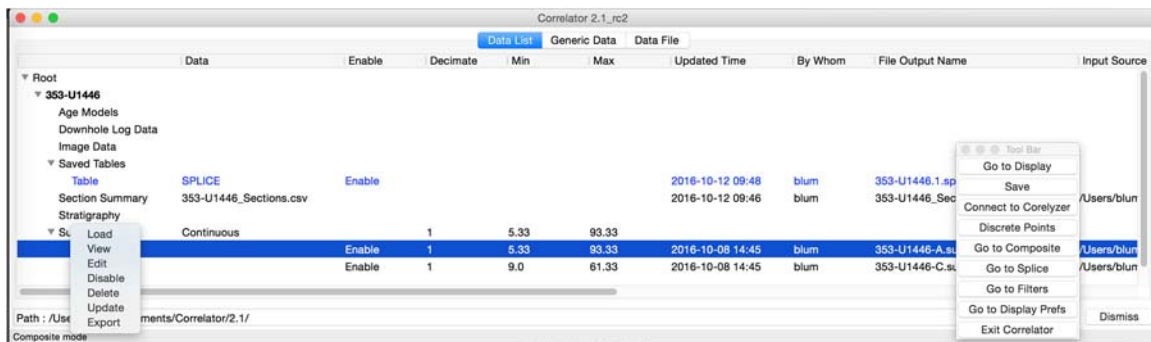 Correlator 2.1_rc2
Data List Generic Data Data File
Data Enable Decimate Min Max Updated Time By Whom File Output Name Input Source
Root
353-U1446
Age Models
Downhole Log Data
Image Data
Saved Tables
Table SPLICE Enable 2016-10-12 09:48 blum 353-U1446.1.sp
Section Summary 353-U1446_Sections.csv 2016-10-12 09:46 blum 353-U1446_Sec /Users/blum
Stratigraphy
Su Continuous 1 5.33 93.33
Enable 1 5.33 93.33 2016-10-08 14:45 blum 353-U1446-A.su /Users/blum
Enable 1 9.0 61.33 2016-10-08 14:45 blum 353-U1446-C.su /Users/blum
Load
View
Edit
Disable
Delete
Update
Export
Tool Bar
Go to Display
Save
Connect to Corelyzer
Discrete Points
Go to Composite
Go to Splice
Go to Filters
Go to Display Prefs
Exit Correlator
Path : /Use ments/Correlator/2.1/ Dismiss
Composite mode